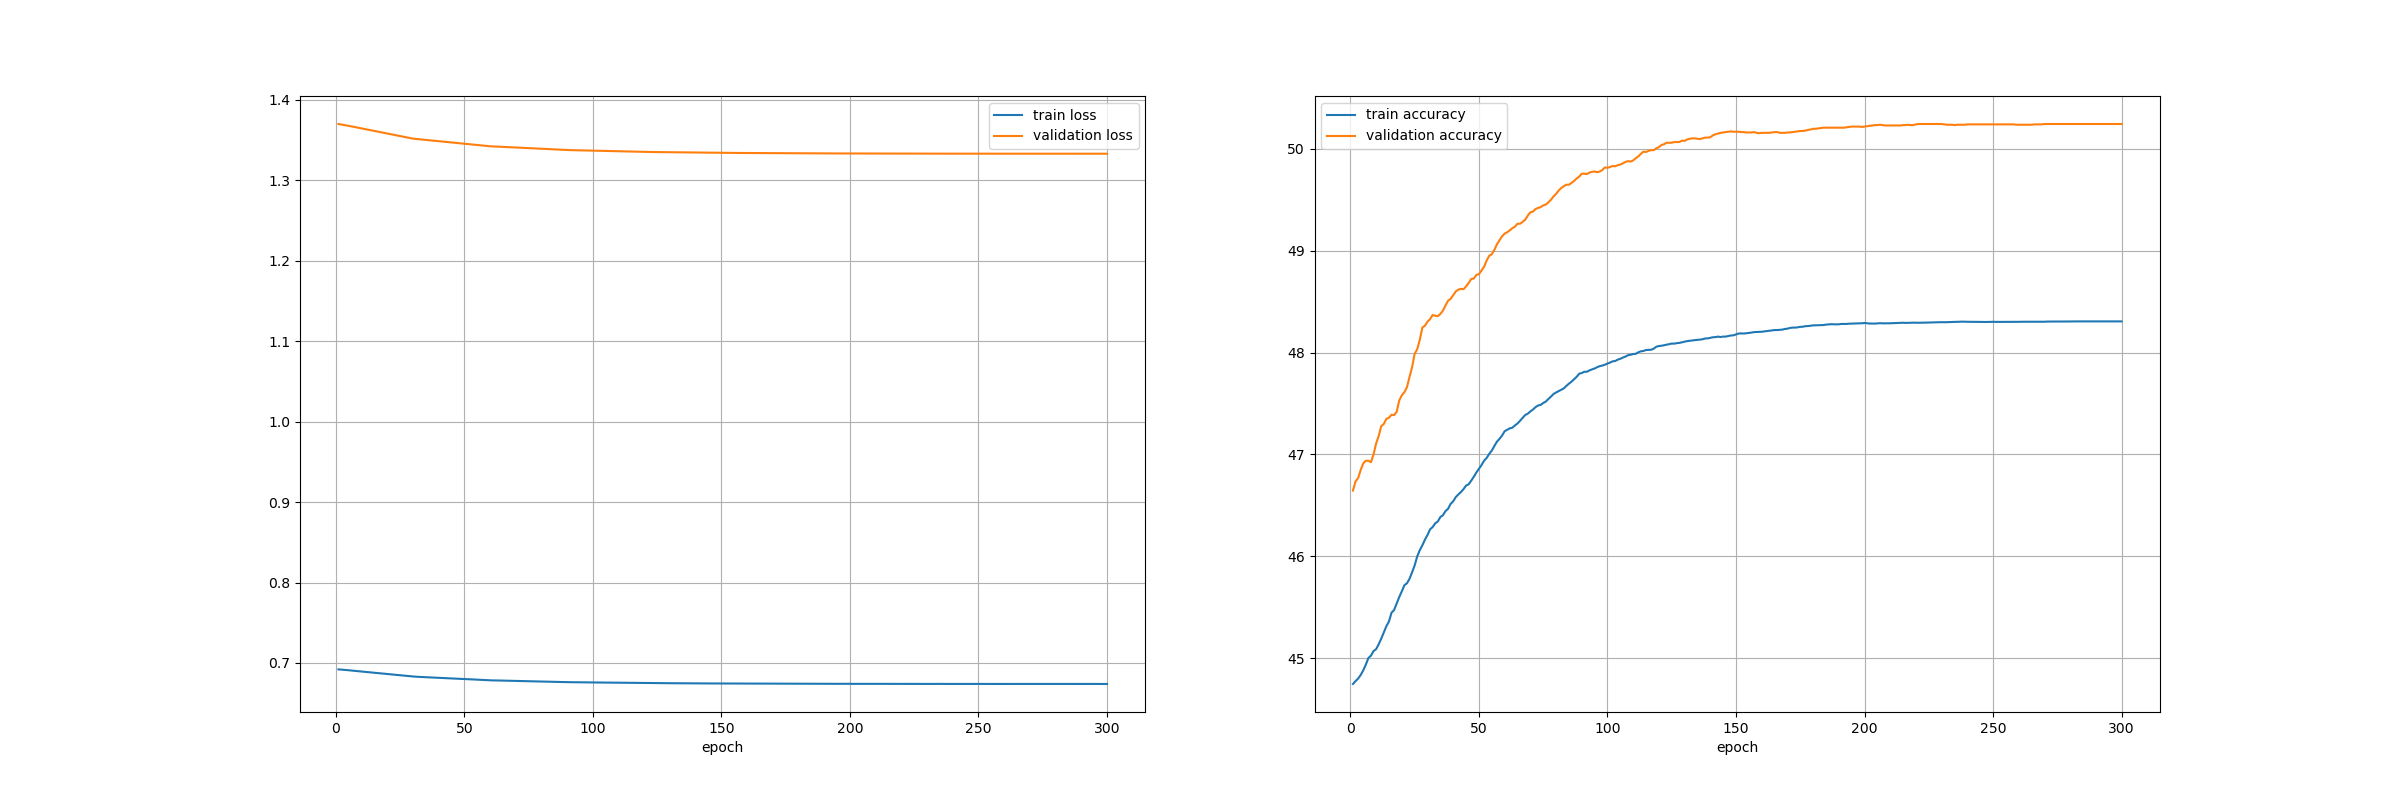 1.4
1.3
1.2
1.1
1.0
0.9
0.8
0.7
0 50 100 150 200 250 300
epoch
train loss
validation loss
50
49
48
47
46
45
0 50 100 150 200 250 300
epoch
train accuracy
validation accuracy